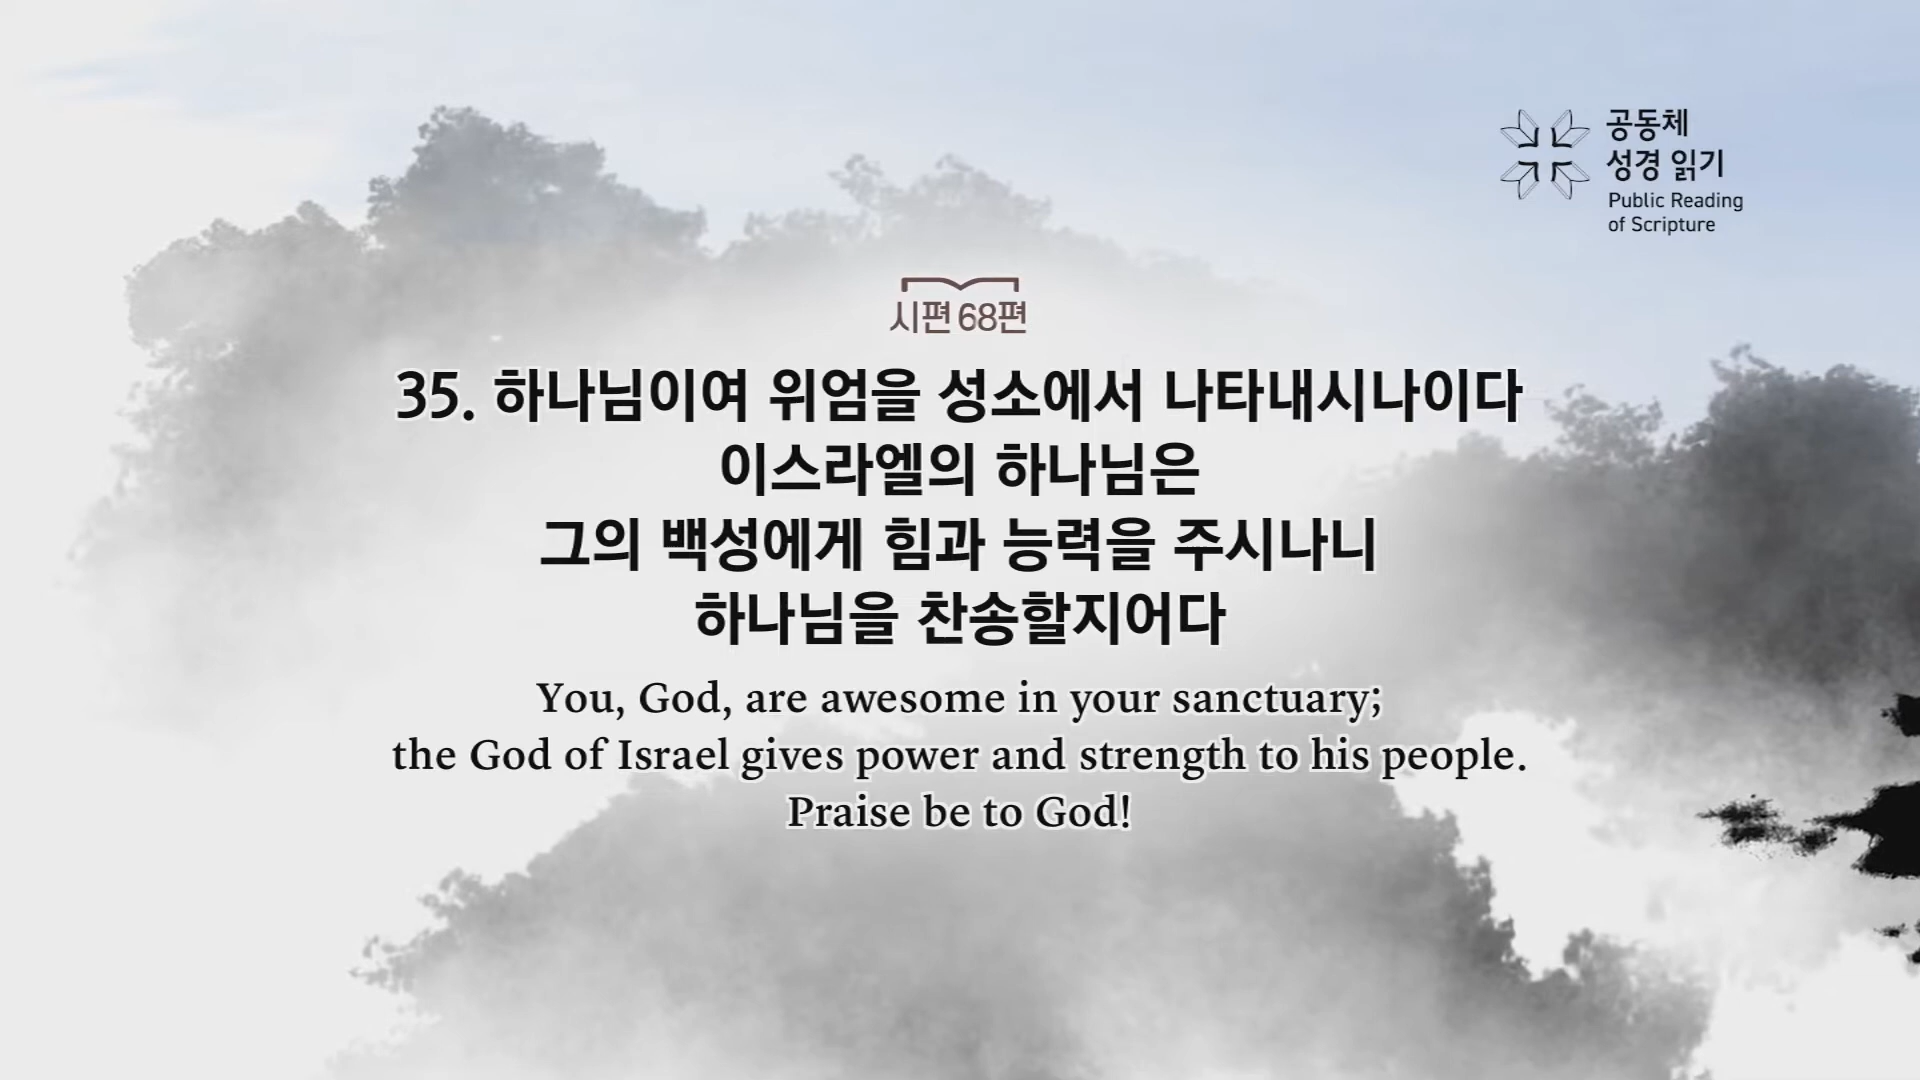 공동체
성경 읽기
Public Reading
of Scripture
시편 68편
35. 하나님이여 위엄을 성소에서 나타내시나이다
이스라엘의 하나님은
그의 백성에게 힘과 능력을 주시나니
하나님을 찬송할지어다
You, God, are awesome in your sanctuary;
the God of Israel gives power and strength to his people.
Praise be to God!